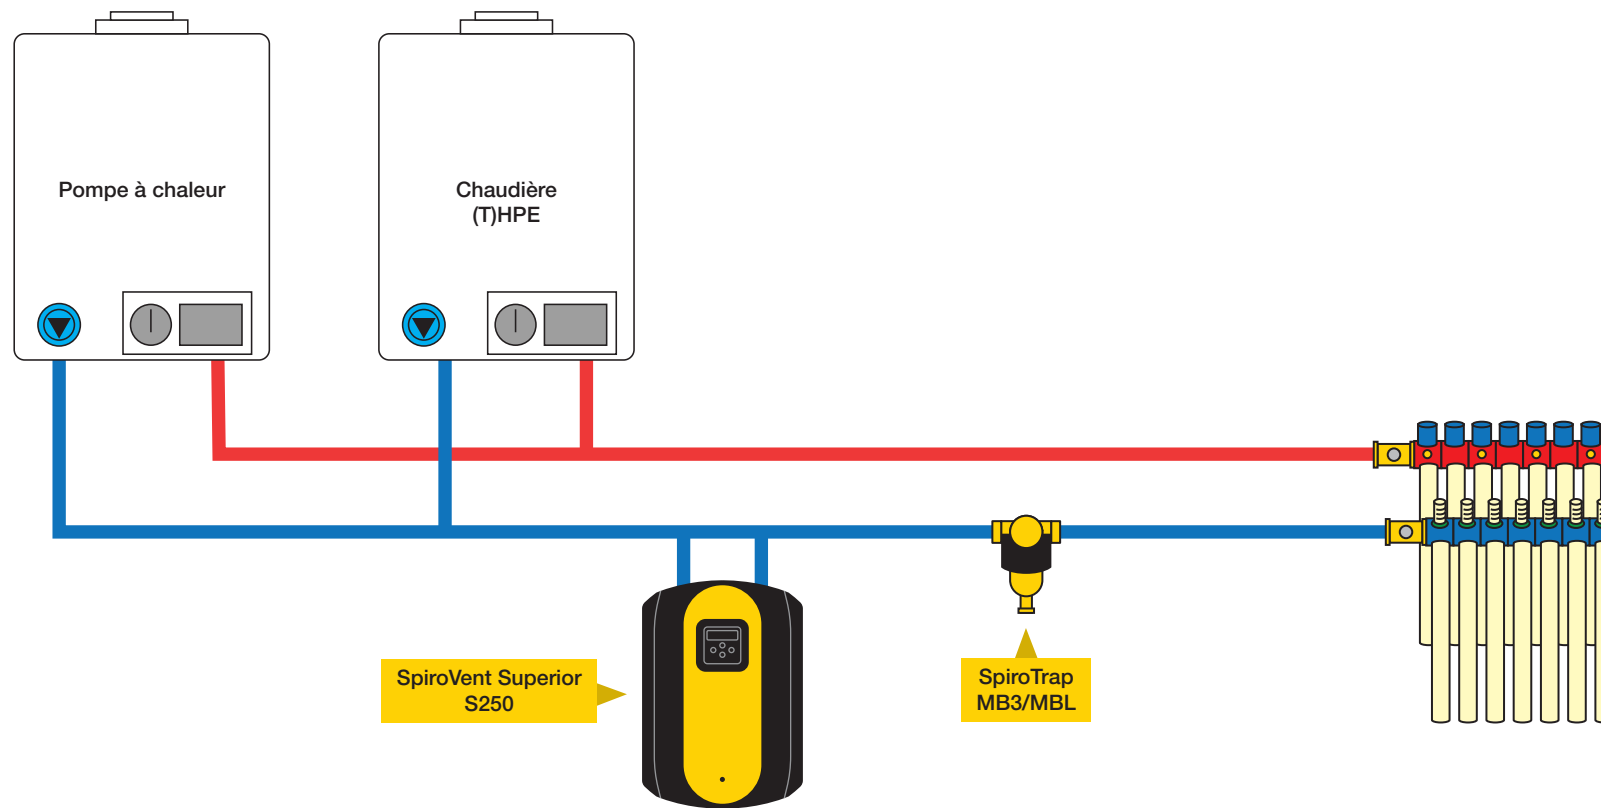 Pompe à chaleur
Chaudière
(T)HPE
SpiroVent Superior
S250
SpiroTrap
MB3/MBL